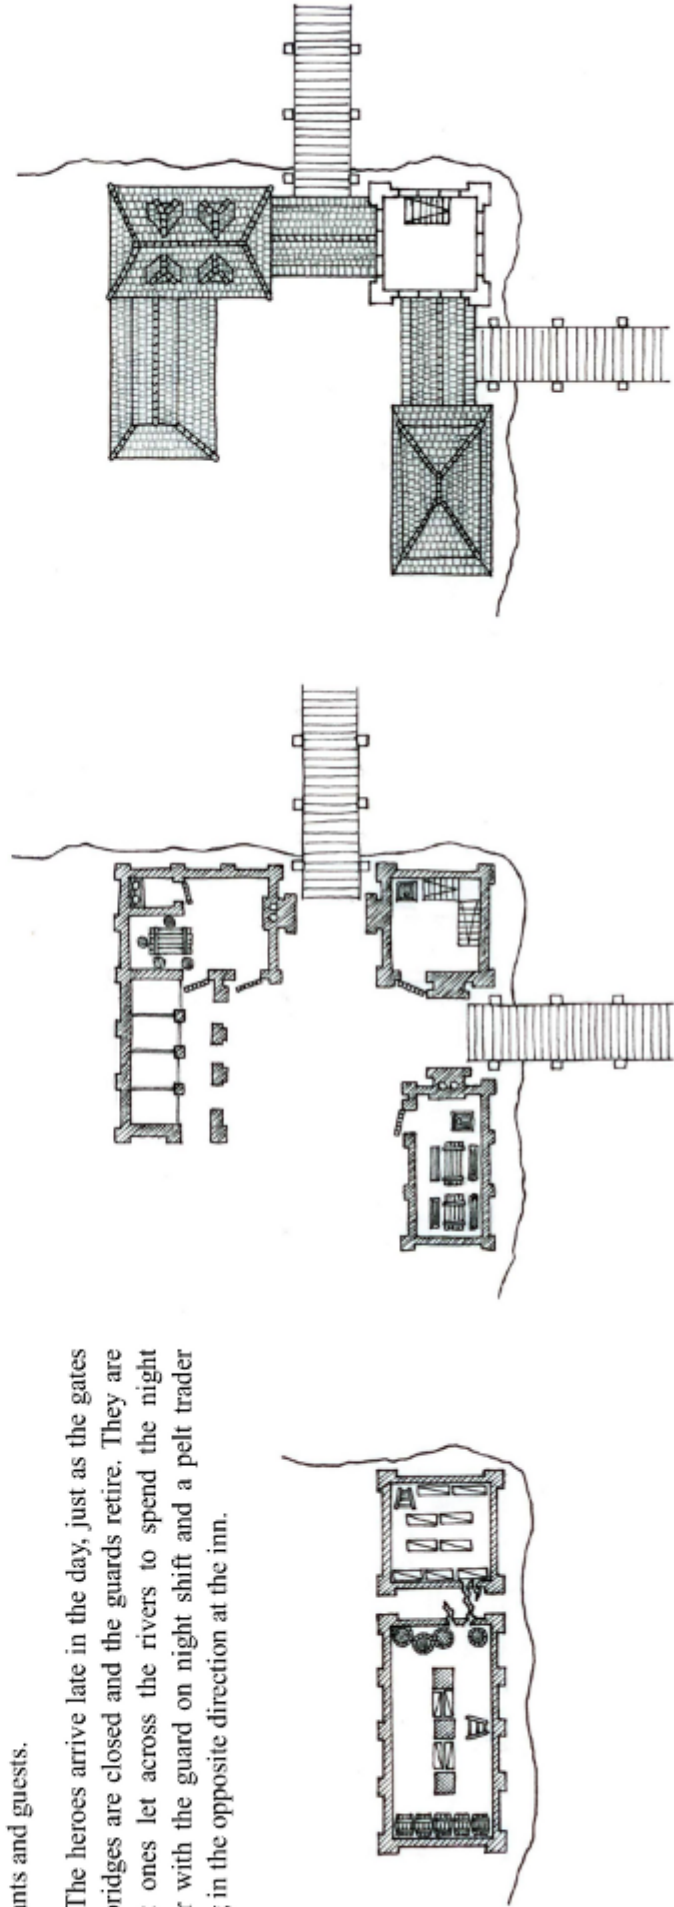 ants and guests.
The heroes arrive late in the day, just as the gates
bridges are closed and the guards retire. They are
ones let across the rivers to spend the night
r with the guard on night shift and a pelt trader
g in the opposite direction at the inn.